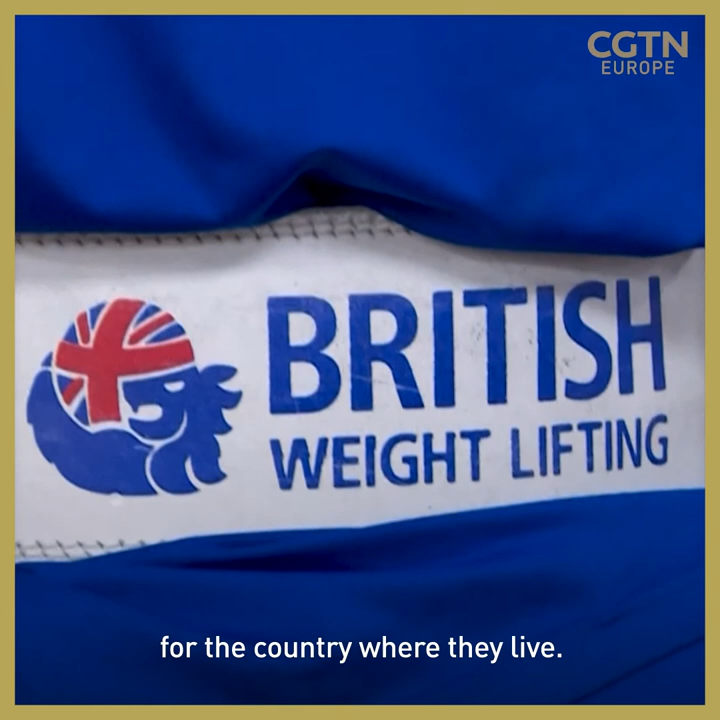 CGTN
EUROPE
BRITISH
WEIGHT LIFTING
for the country where they live.